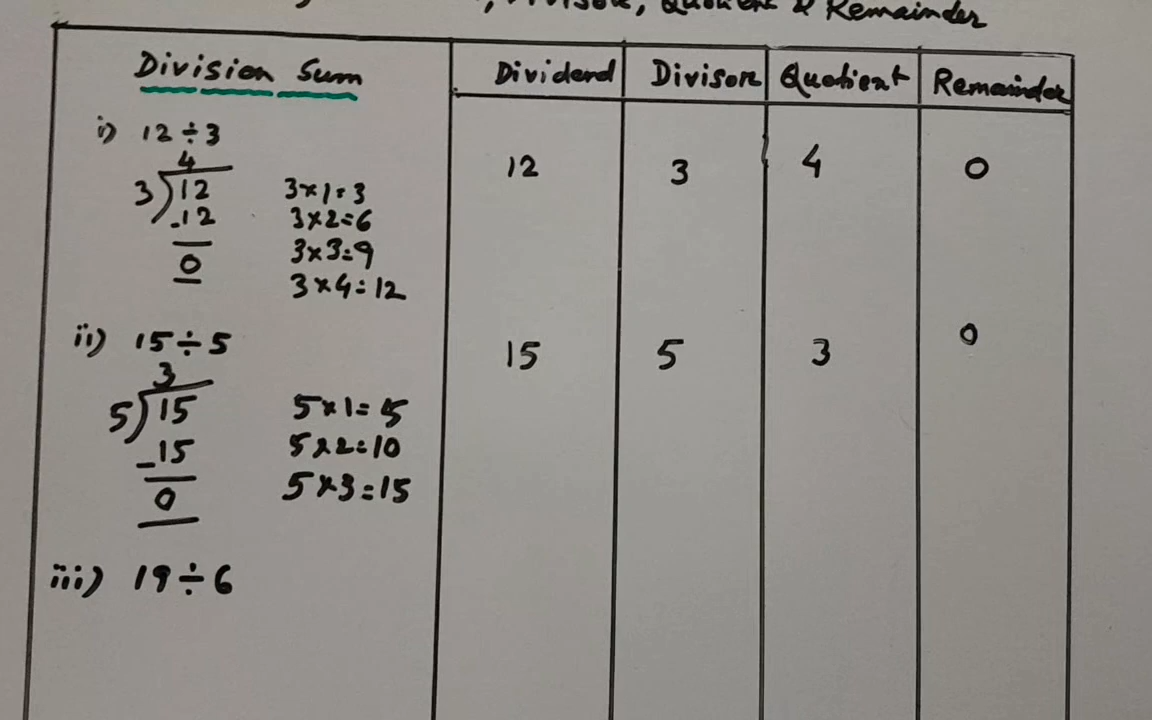 , Divisor, Quotient & Remainder
Division Sum Dividend Divisor Quotient Remainder
i) 12÷3
4
3)12 3×1=3 12 3 4 0
-12 3×2=6
0 3×3=9
3×4=12
ii) 15÷5 15 5 3 0
3
5)15 5×1=5
-15 5×2=10
0 5×3=15
iii) 19÷6